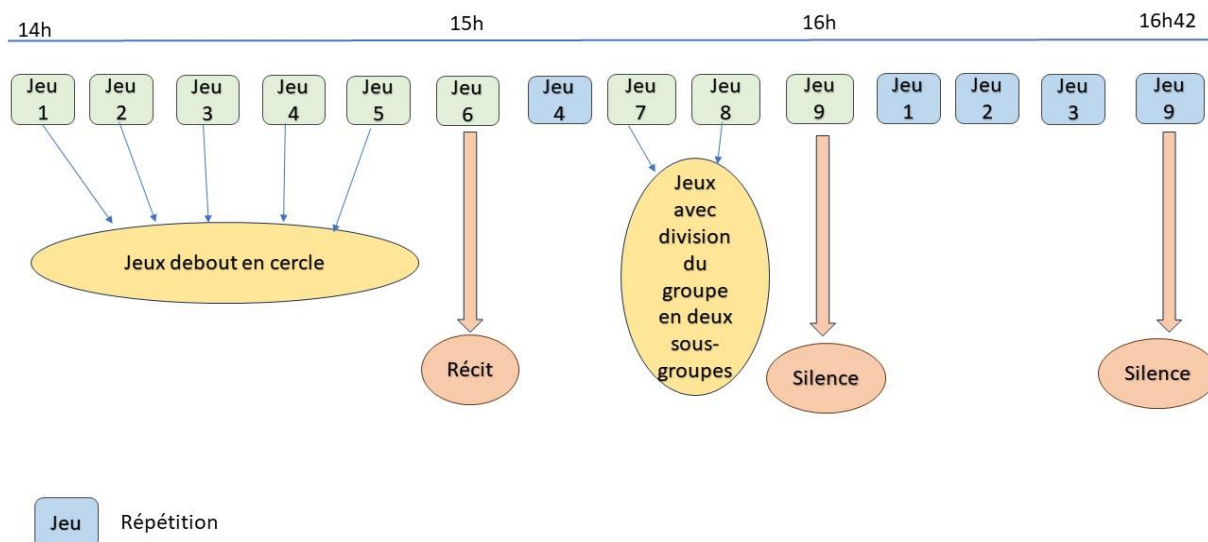 14h 15h 16h 16h42
Jeu Jeu Jeu Jeu Jeu Jeu Jeu Jeu Jeu Jeu Jeu Jeu Jeu Jeu
1 2 3 4 5 6 4 7 8 9 1 2 3 9
Jeux debout en cercle
Jeux
avec
division
du
groupe
en deux
sous-
groupes
Récit
Silence
Silence
Jeu Répétition